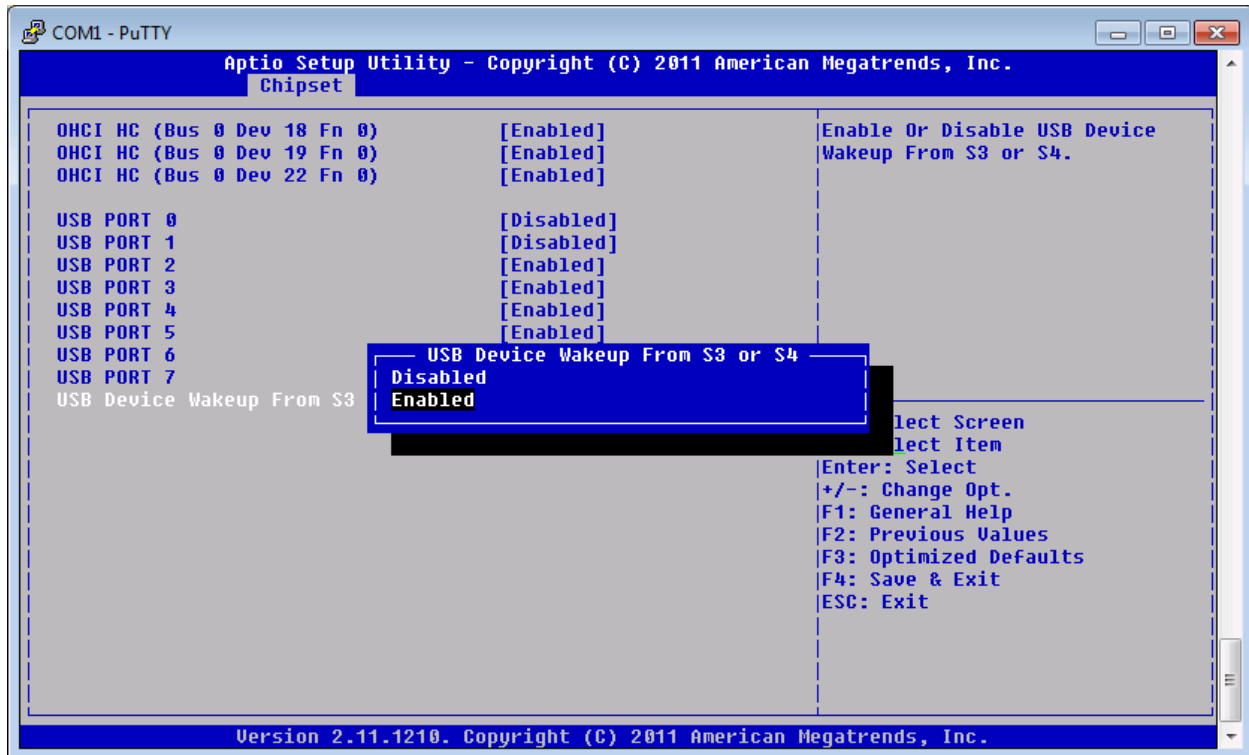 COM1 - PuTTY
Aptio Setup Utility - Copyright (C) 2011 American Megatrends, Inc.
Chipset
OHCI HC (Bus 0 Dev 18 Fn 0) [Enabled] |Enable Or Disable USB Device
OHCI HC (Bus 0 Dev 19 Fn 0) [Enabled] |Wakeup From S3 or S4.
OHCI HC (Bus 0 Dev 22 Fn 0) [Enabled]
USB PORT 0 [Disabled]
USB PORT 1 [Disabled]
USB PORT 2 [Enabled]
USB PORT 3 [Enabled]
USB PORT 4 [Enabled]
USB PORT 5 [Enabled]
USB PORT 6 USB Device Wakeup From S3 or S4
USB PORT 7 Disabled
USB Device Wakeup From S3 Enabled
lect Screen
lect Item
Enter: Select
+/-: Change Opt.
F1: General Help
F2: Previous Values
F3: Optimized Defaults
F4: Save & Exit
ESC: Exit
Version 2.11.1210. Copyright (C) 2011 American Megatrends, Inc.